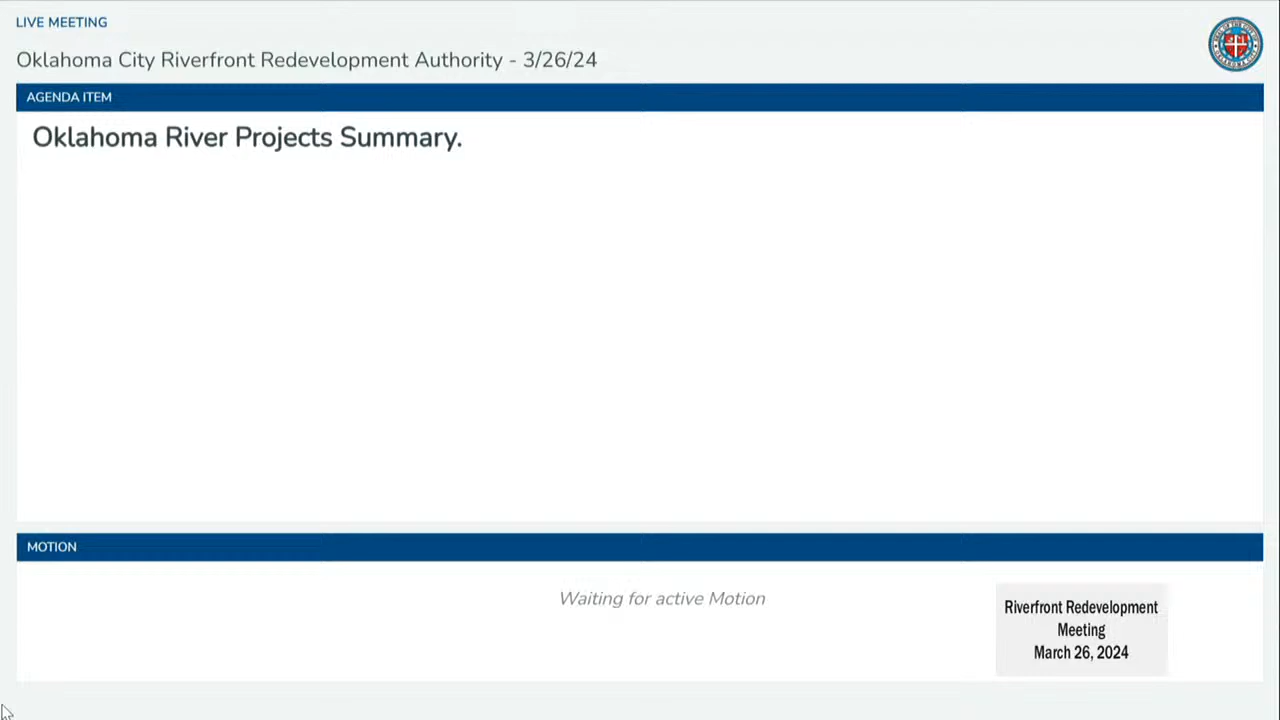 LIVE MEETING
Oklahoma City Riverfront Redevelopment Authority - 3/26/24
AGENDA ITEM
Oklahoma River Projects Summary.
MOTION
Waiting for active Motion
Riverfront Redevelopment
Meeting
March 26, 2024